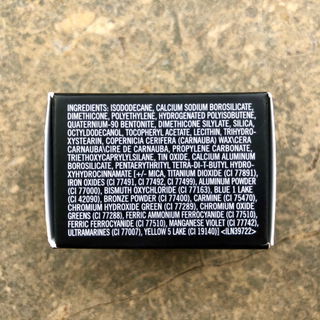 INGREDIENTS: ISODODECANE, CALCIUM SODIUM BOROSILICATE,
DIMETHICONE, POLYETHYLENE, HYDROGENATED POLYISOBUTENE,
QUATERNIUM-90 BENTONITE, DIMETHICONE SILYLATE, SILICA,
OCTYLDODECANOL, TOCOPHERYL ACETATE, LECITHIN, TRIHYDRO-
XYSTEARIN, COPERNICIA CERIFERA (CARNAUBA) WAX\CERA
CARNAUBA\CIRE DE CARNAUBA, PROPYLENE CARBONATE,
TRIETHOXYCAPRYLYLSILANE, TIN OXIDE, CALCIUM ALUMINUM
BOROSILICATE, PENTAERYTHRITYL TETRA-DI-T-BUTYL HYDRO-
XYHYDROCINNAMATE [+/- MICA, TITANIUM DIOXIDE (CI 77891),
IRON OXIDES (CI 77491, CI 77492, CI 77499), ALUMINUM POWDER
(CI 77000), BISMUTH OXYCHLORIDE (CI 77163), BLUE 1 LAKE
(CI 42090), BRONZE POWDER (CI 77400), CARMINE (CI 75470),
CHROMIUM HYDROXIDE GREEN (CI 77289), CHROMIUM OXIDE
GREENS (CI 77288), FERRIC AMMONIUM FERROCYANIDE (CI 77510),
FERRIC FERROCYANIDE (CI 77510), MANGANESE VIOLET (CI 77742),
ULTRAMARINES (CI 77007), YELLOW 5 LAKE (CI 19140)] <ILN39722>